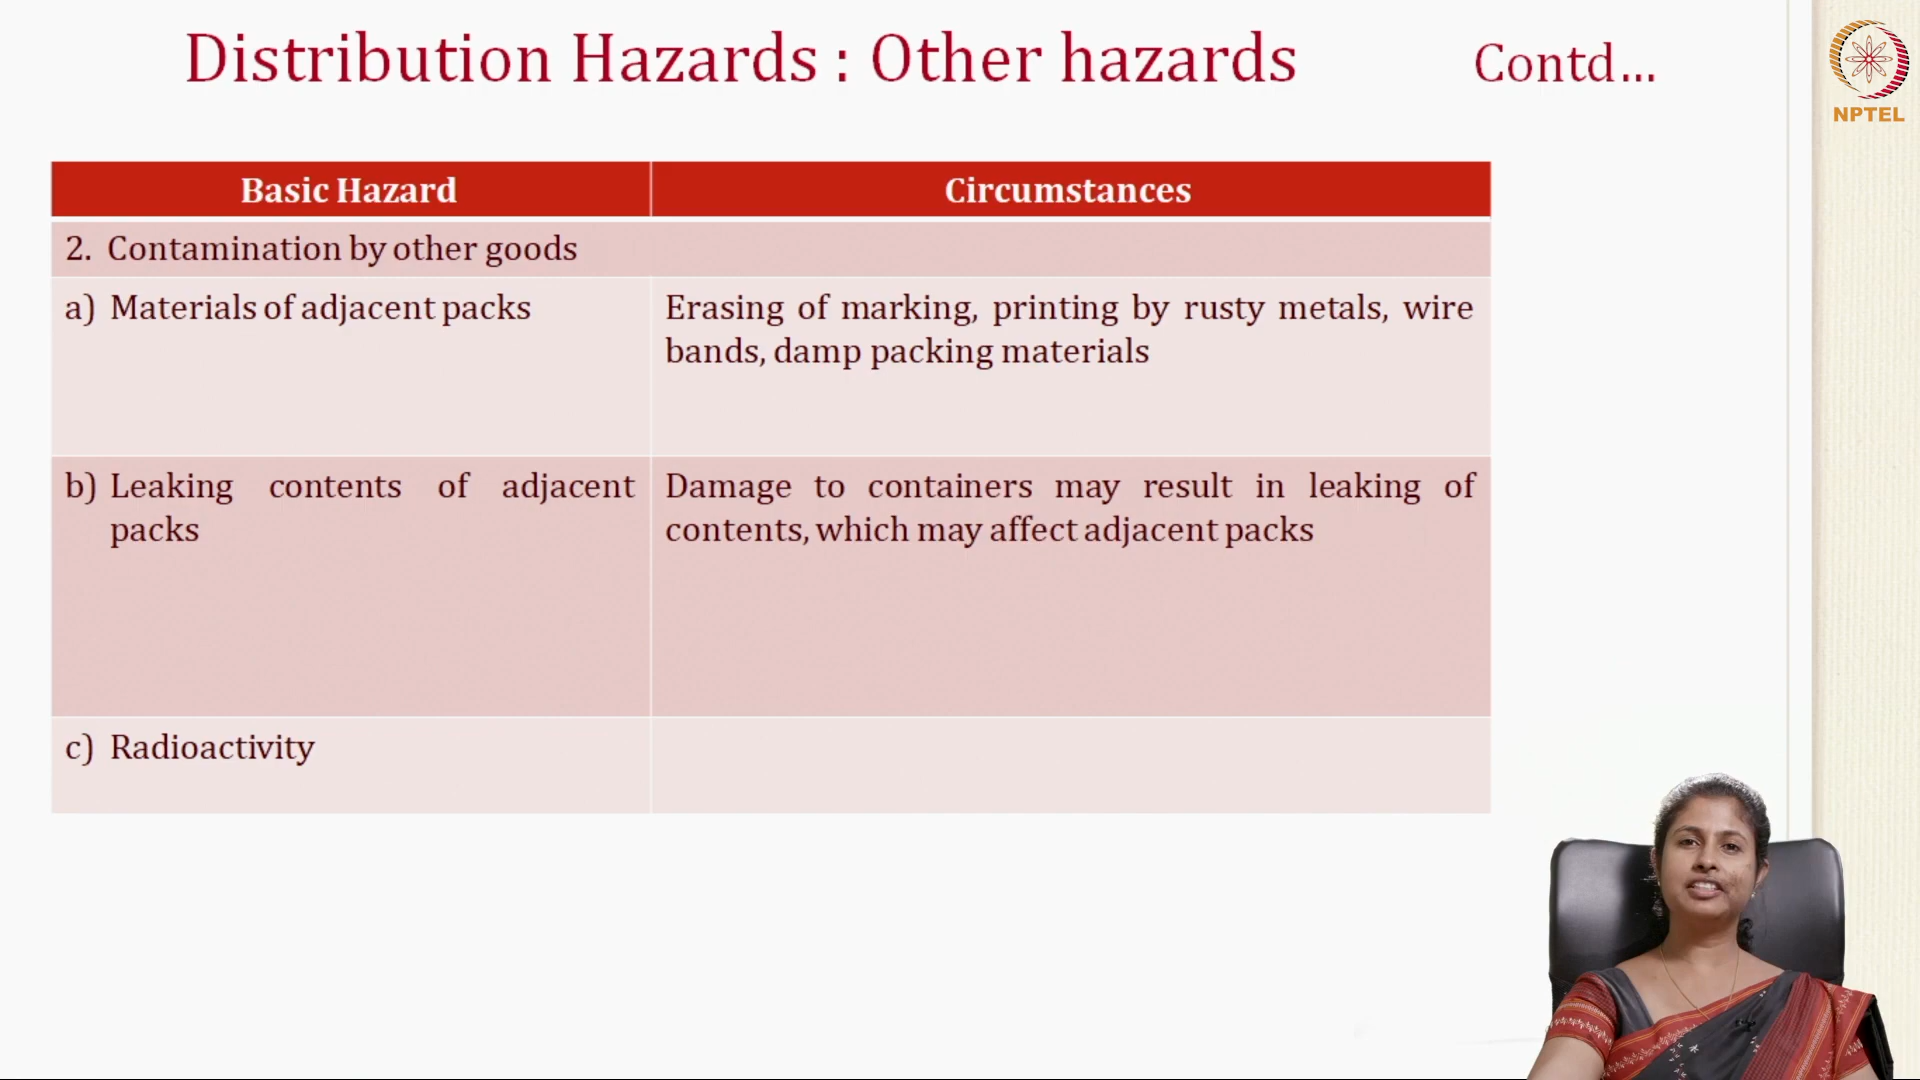 Distribution Hazards : Other hazards Contd...
NPTEL
Basic Hazard Circumstances
2. Contamination by other goods
a) Materials of adjacent packs
Erasing of marking, printing by rusty metals, wire
bands, damp packing materials
b) Leaking contents of adjacent
packs
Damage to containers may result in leaking of
contents, which may affect adjacent packs
c) Radioactivity